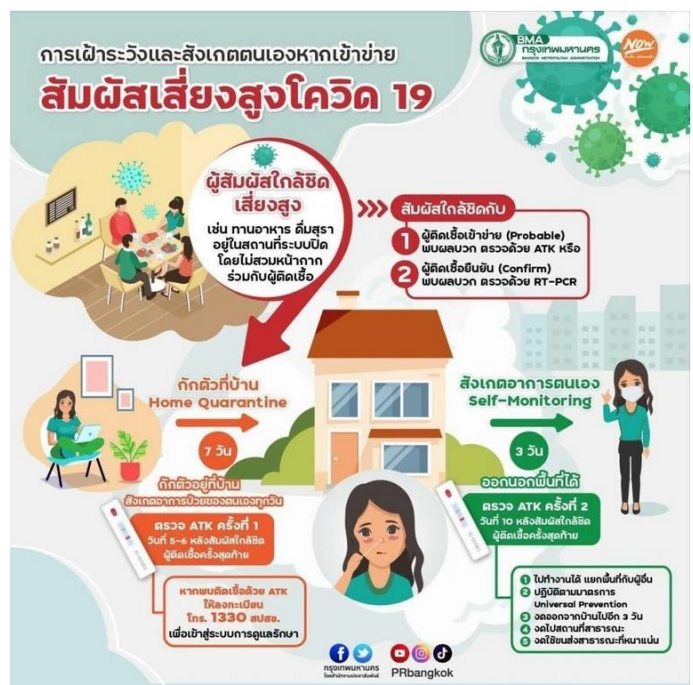 การเฝ้าระวังและสังเกตตนเองหากเข้าข่าย
สัมผัสเสี่ยงสูงโควิด 19
BMA
กรุงเทพมหานคร
BANGKOK METROPOLITAN ADMINISTRATION
NOW
ผู้สัมผัสใกล้ชิด
เสี่ยงสูง
เช่น ทานอาหาร ดื่มสุรา
อยู่ในสถานที่ระบบปิด
โดยไม่สวมหน้ากาก
ร่วมกับผู้ติดเชื้อ
สัมผัสใกล้ชิดกับ
1 ผู้ติดเชื้อเข้าข่าย (Probable)
พบผลบวก ตรวจด้วย ATK หรือ
2 ผู้ติดเชื้อยืนยัน (Confirm)
พบผลบวก ตรวจด้วย RT-PCR
กักตัวที่บ้าน
Home Quarantine
7 วัน
กักตัวอยู่ที่บ้าน
สังเกตอาการป่วยของตนเองทุกวัน
ตรวจ ATK ครั้งที่ 1
วันที่ 5-6 หลังสัมผัสใกล้ชิด
ผู้ติดเชื้อครั้งสุดท้าย
หากพบติดเชื้อด้วย ATK
ให้ลงทะเบียน
โทร. 1330 สปสช.
เพื่อเข้าสู่ระบบการดูแลรักษา
สังเกตอาการตนเอง
Self-Monitoring
3 วัน
ออกนอกพื้นที่ได้
ตรวจ ATK ครั้งที่ 2
วันที่ 10 หลังสัมผัสใกล้ชิด
ผู้ติดเชื้อครั้งสุดท้าย
1 ไปทำงานได้ แยกพื้นที่กับผู้อื่น
2 ปฏิบัติตามมาตรการ
Universal Prevention
3 งดออกจากบ้านไปอีก 3 วัน
4 งดไปสถานที่สาธารณะ
5 งดใช้ขนส่งสาธารณะที่หนาแน่น
กรุงเทพมหานคร
โดยสำนักงานประชาสัมพันธ์
PRbangkok